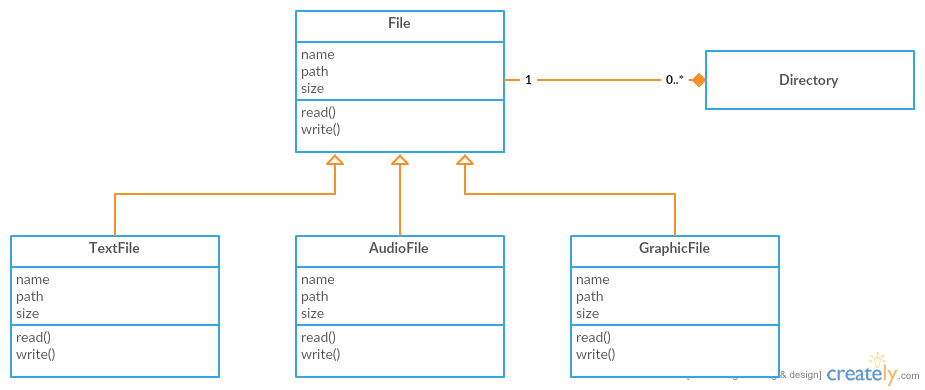 File
name
path
size
read()
write()
1
0..*
Directory
TextFile
name
path
size
read()
write()
AudioFile
name
path
size
read()
write()
GraphicFile
name
path
size
read()
write()
& design]
creately.com